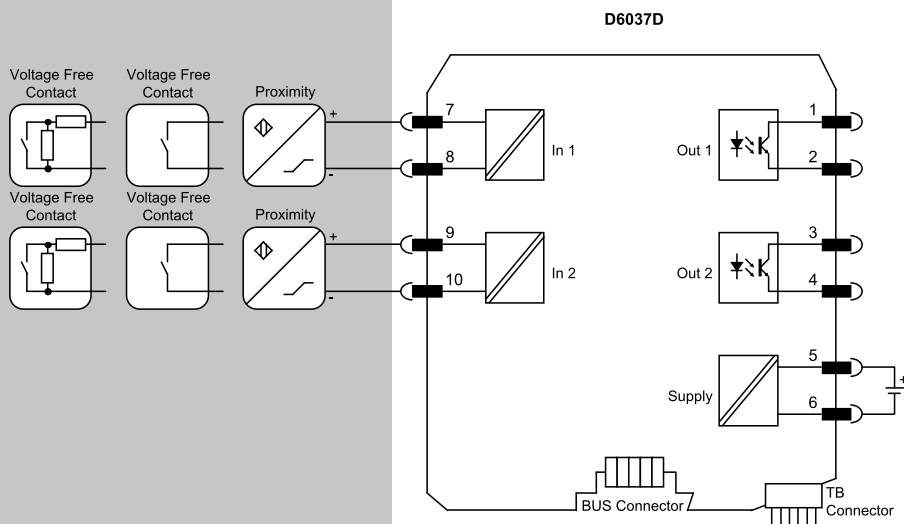 D6037D
Voltage Free
Contact
Voltage Free
Contact
Proximity
+
-
7
8
In 1
Out 1
1
2
Voltage Free
Contact
Voltage Free
Contact
Proximity
+
-
9
10
In 2
Out 2
3
4
Supply
5
6
+
BUS Connector
TB
Connector